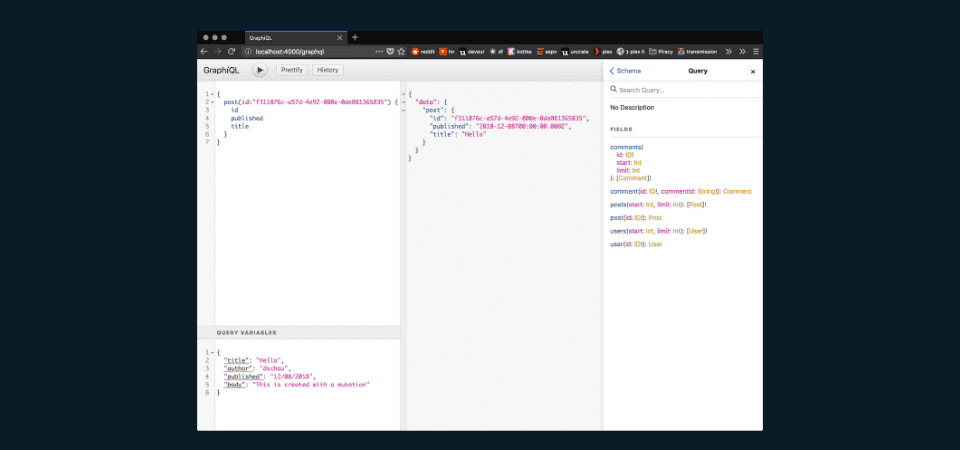 GraphiQL
localhost:4000/graphql
reddit
hn
devour
df
kottke
espn
uncrate
plex
plex it
Piracy
transmission
GraphiQL
Prettify
History
1 {
2 post(id:"f311876c-a57d-4e92-800e-0de081365835") {
3 id
4 published
5 title
6 }
7 }
QUERY VARIABLES
1 {
2 "title": "Hello",
3 "author": "dschau",
4 "published": "12/08/2018",
5 "body": "This is created with a mutation"
6 }
{
"data": {
"post": {
"id": "f311876c-a57d-4e92-800e-0de081365835",
"published": "2018-12-08T00:00:00.000Z",
"title": "Hello"
}
}
}
Schema
Query
Search Query...
No Description
FIELDS
comments(
id: ID!
start: Int
limit: Int
): [Comment]!
comment(id: ID!, commentId: String!): Comment
posts(start: Int, limit: Int): [Post]!
post(id: ID!): Post
users(start: Int, limit: Int): [User]!
user(id: ID!): User